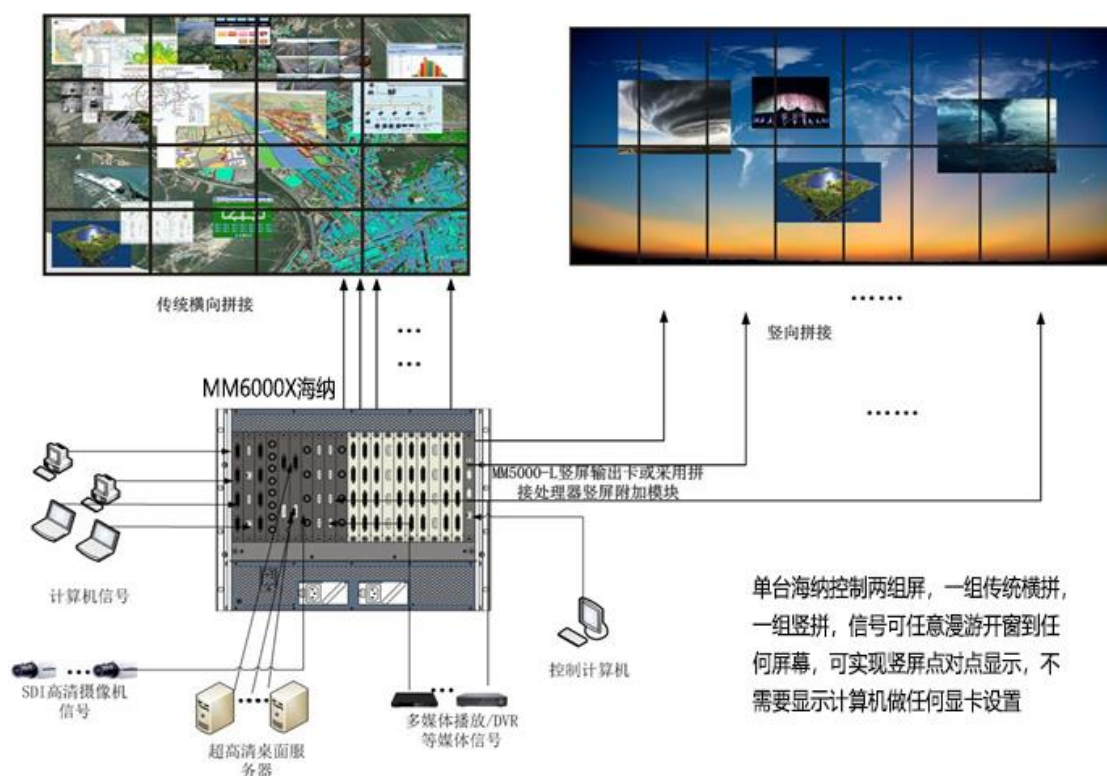 传统横向拼接
······
竖向拼接
MM6000X海纳
···
···
······
MM5000-L竖屏输出卡或采用拼
接处理器竖屏附加模块
计算机信号
SDI高清摄像机
信号
超高清桌面服
务器
多媒体播放/DVR
等媒体信号
控制计算机
单台海纳控制两组屏，一组传统横拼，
一组竖拼，信号可任意漫游开窗到任
何屏幕，可实现竖屏点对点显示，不
需要显示计算机做任何显卡设置